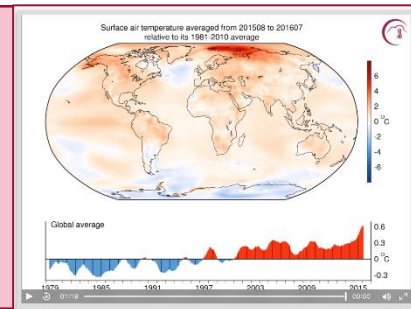 Surface air temperature averaged from 201508 to 201607
relative to its 1981-2010 average
6
4
2
0 °C
-2
-4
-6
Global average
0.6
0.3
0 °C
-0.3
1979 1985 1991 1997 2003 2009 2015
01:19 00:00